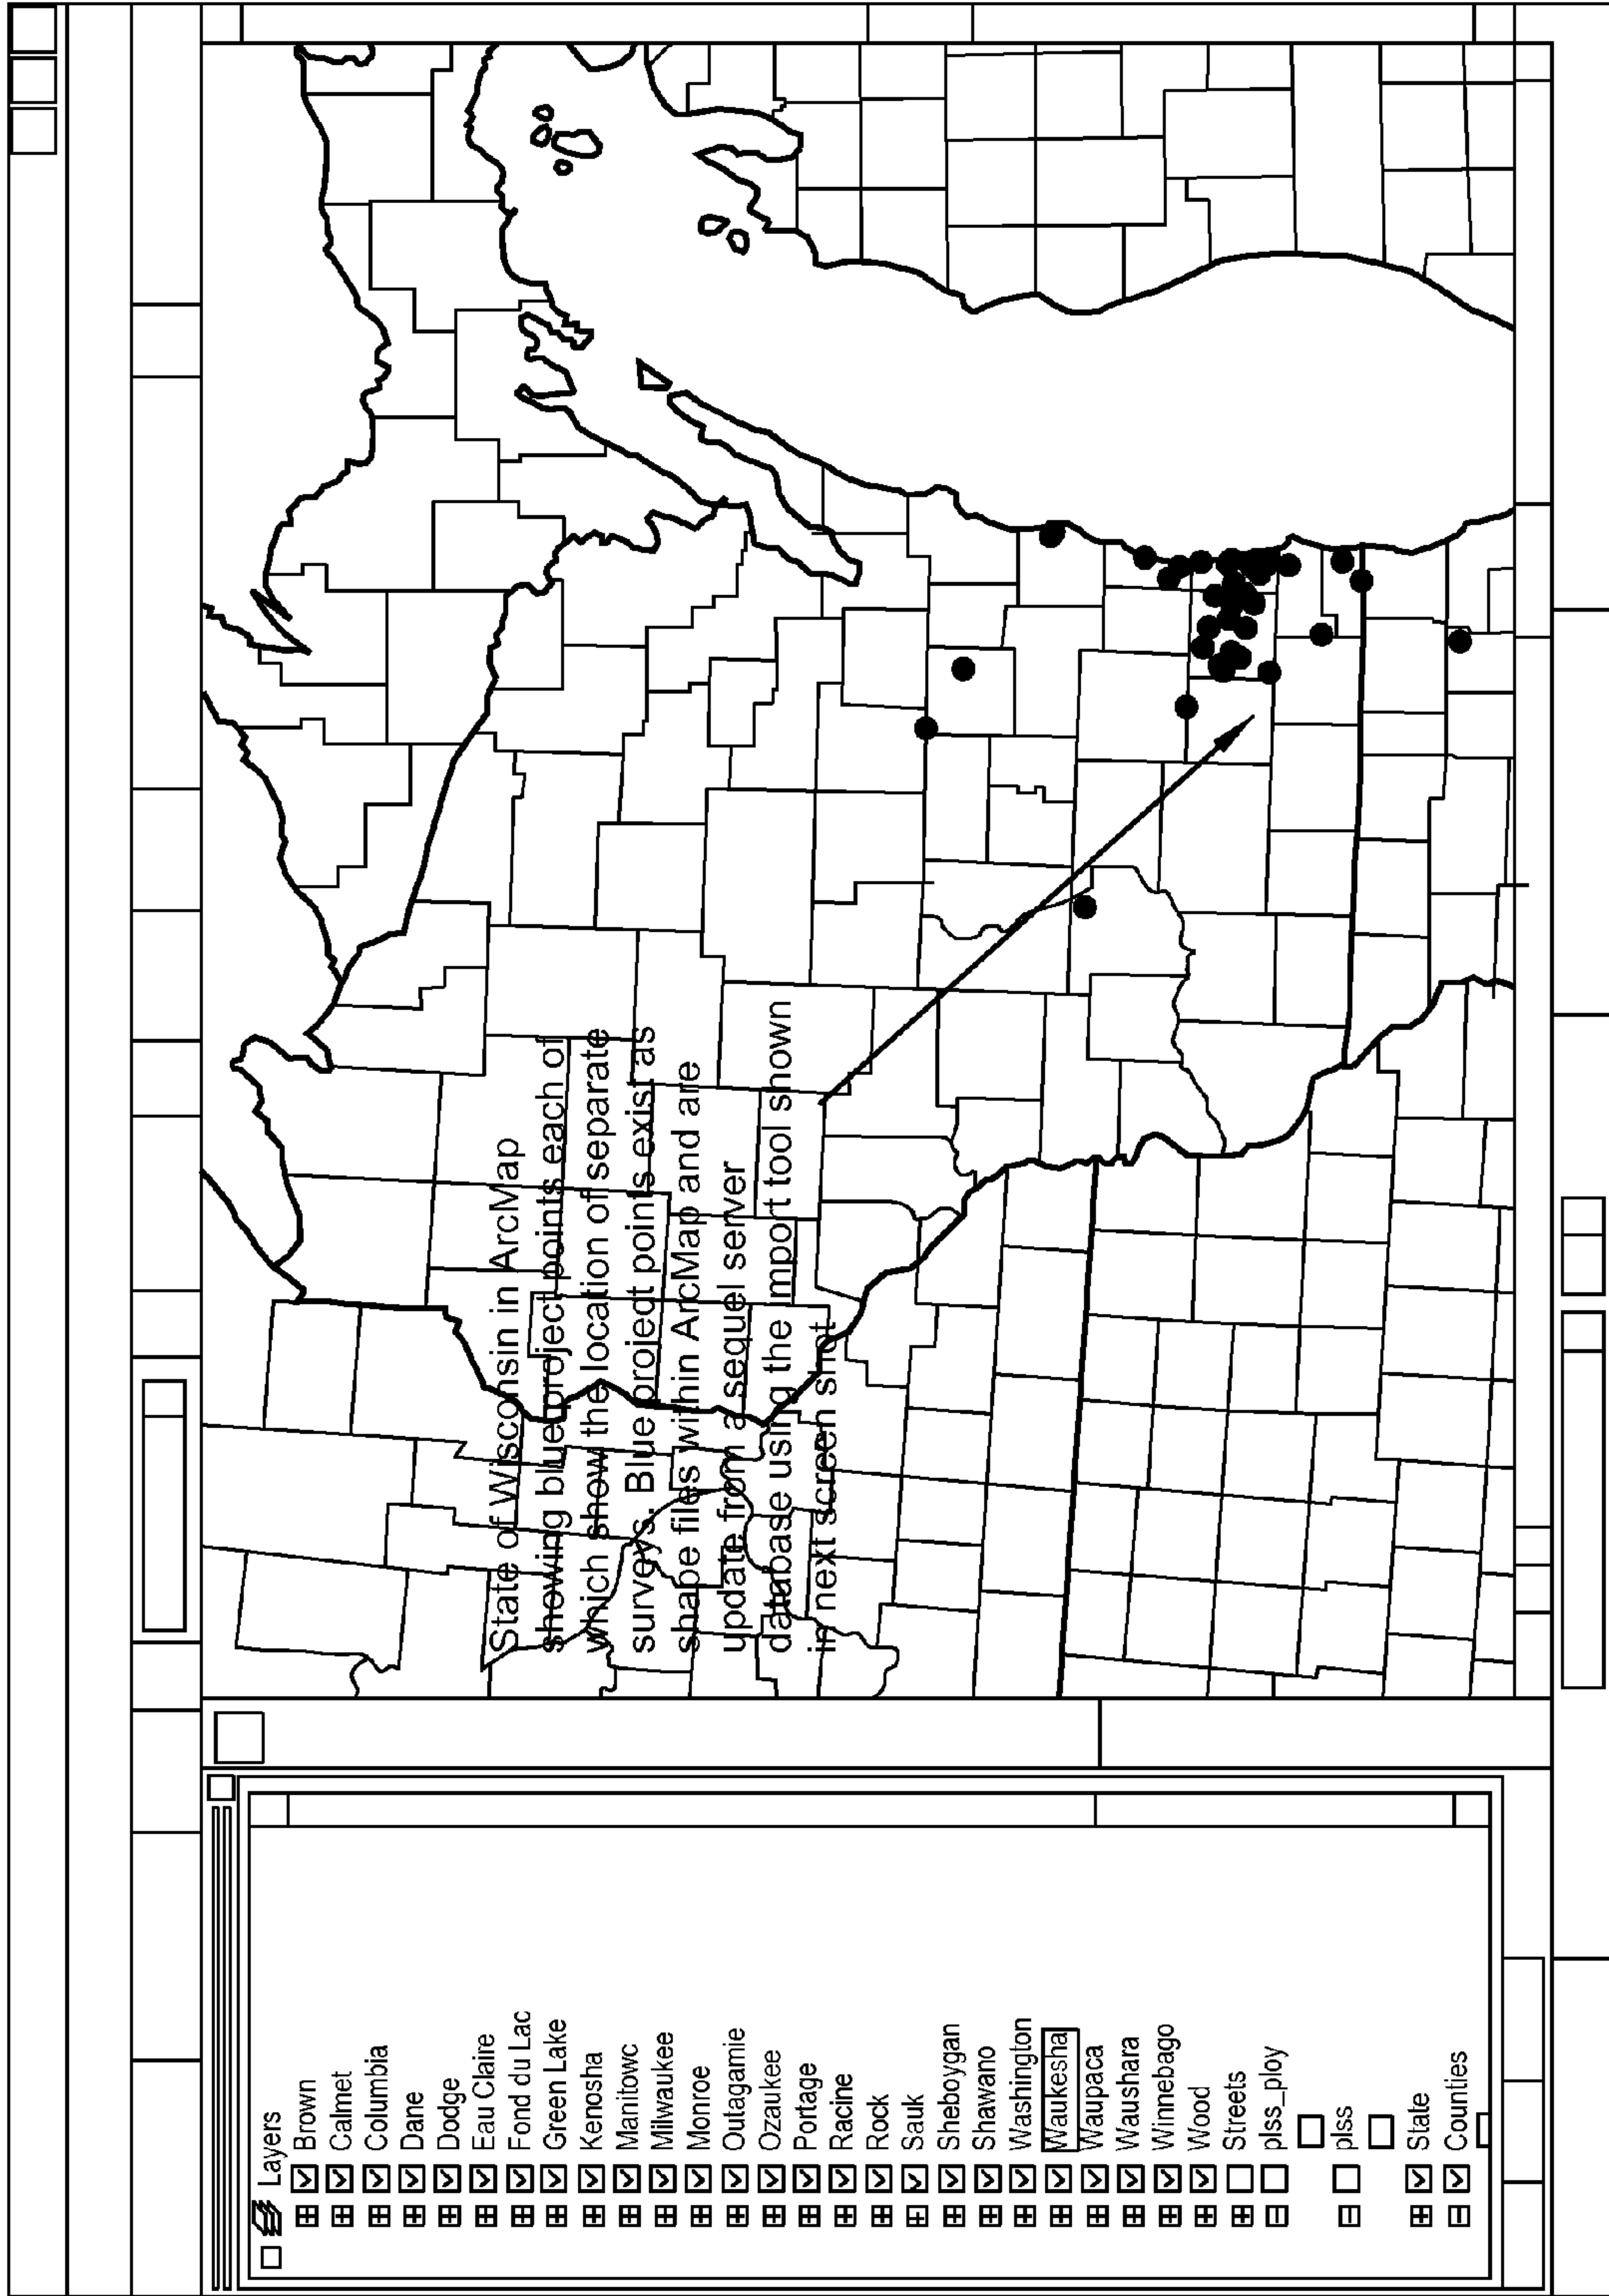 Layers
Brown
Calmet
Columbia
Dane
Dodge
Eau Claire
Fond du Lac
Green Lake
Kenosha
Manitowc
Milwaukee
Monroe
Outagamie
Ozaukee
Portage
Racine
Rock
Sauk
Sheboygan
Shawano
Washington
Waukesha
Waupaca
Waushara
Winnebago
Wood
Streets
plss_ploy
plss
State
Counties
State of Wisconsin in ArcMap
showing blue project points each of
which show the location of separate
surveys. Blue project points exist as
shape files within ArcMap and are
update from a sequel server
database using the import tool shown
in next screen shot